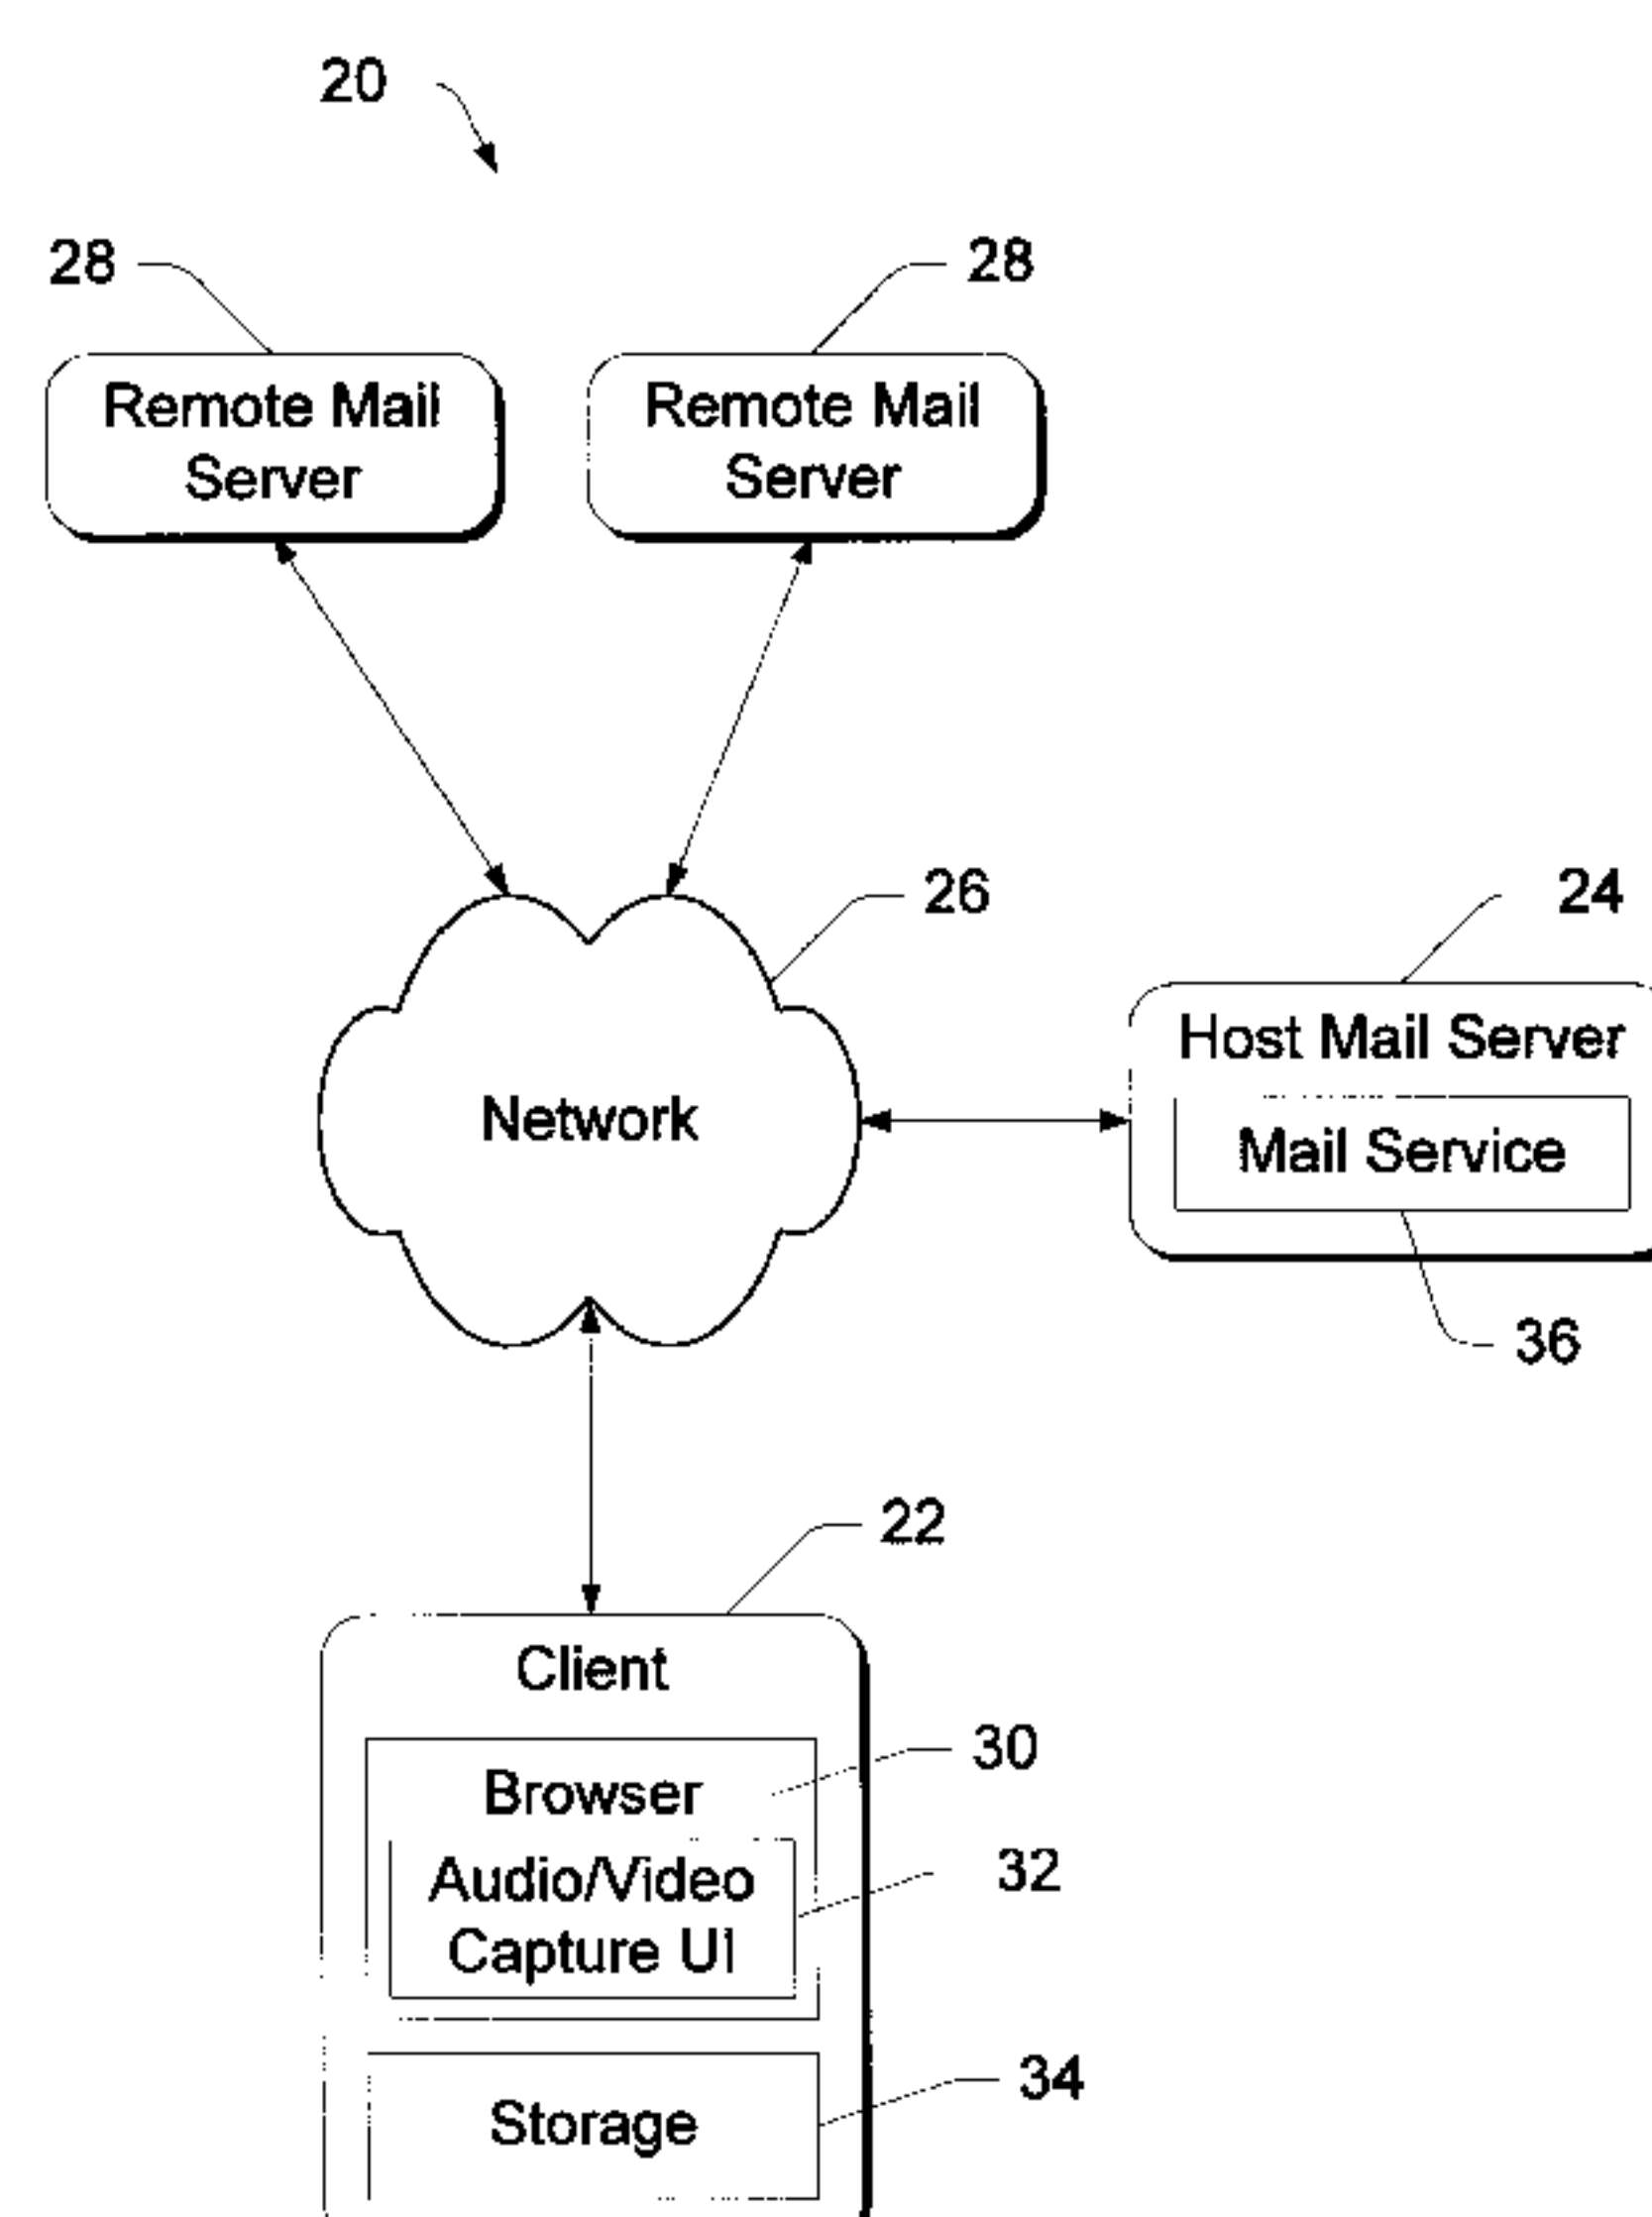 20
28
28
Remote Mail
Server
Remote Mail
Server
26
24
Network
Host Mail Server
Mail Service
36
22
Client
30
Browser
32
Audio/Video
Capture UI
34
Storage